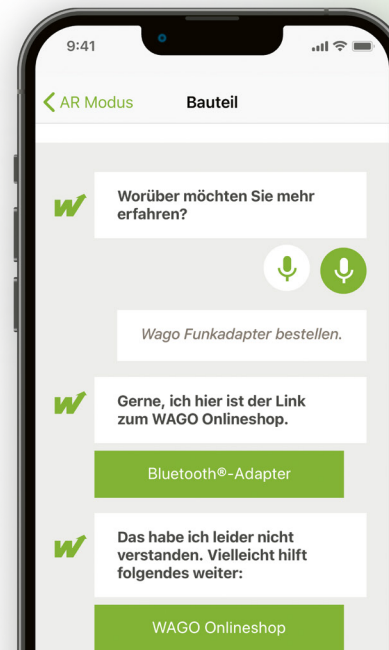 9:41
AR Modus Bauteil
Worüber möchten Sie mehr
erfahren?
Wago Funkadapter bestellen.
Gerne, ich hier ist der Link
zum WAGO Onlineshop.
Bluetooth®-Adapter
Das habe ich leider nicht
verstanden. Vielleicht hilft
folgendes weiter:
WAGO Onlineshop